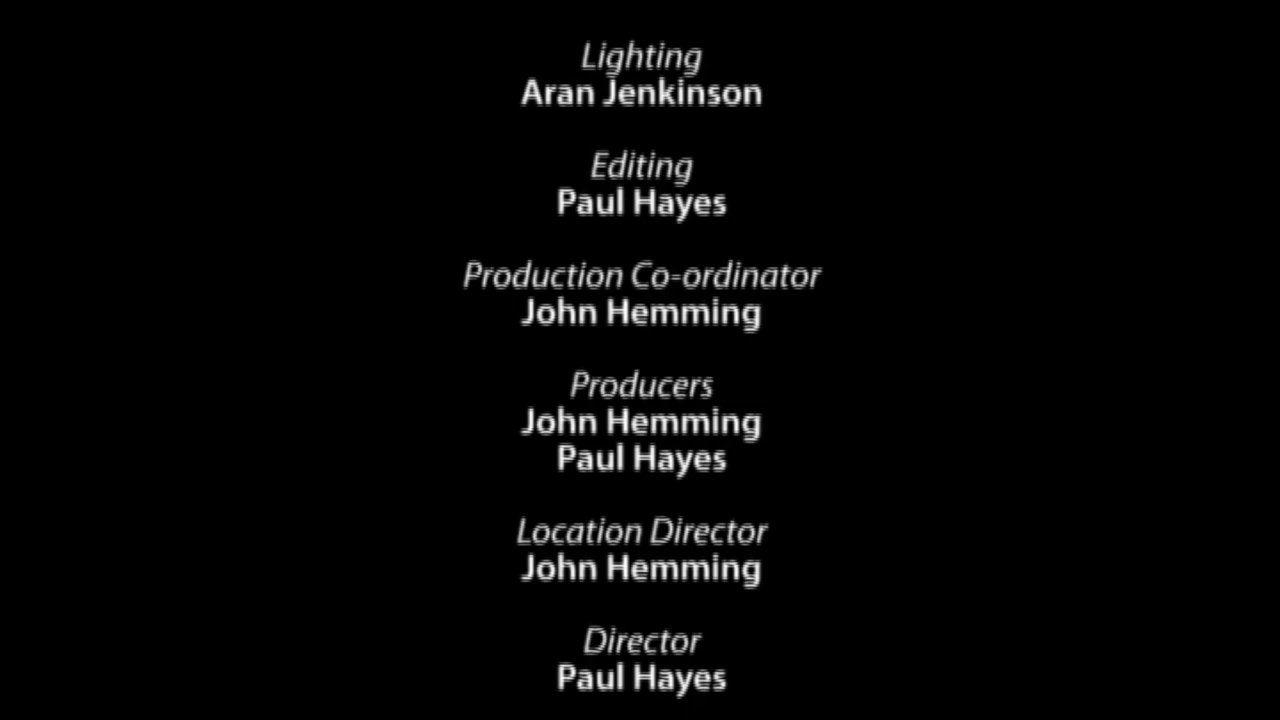 Lighting
Aran Jenkinson
Editing
Paul Hayes
Production Co-ordinator
John Hemming
Producers
John Hemming
Paul Hayes
Location Director
John Hemming
Director
Paul Hayes